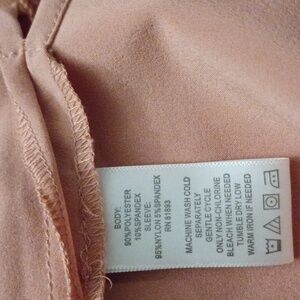 BODY:
90%POLYESTER
10%SPANDEX
SLEEVE:
95%NYLON 5%SPANDEX
RN 61893
MACHINE WASH COLD
SEPARATELY
GENTLE CYCLE
ONLY NON-CHLORINE
BLEACH WHEN NEEDED
TUMBLE DRY LOW
WARM IRON IF NEEDED